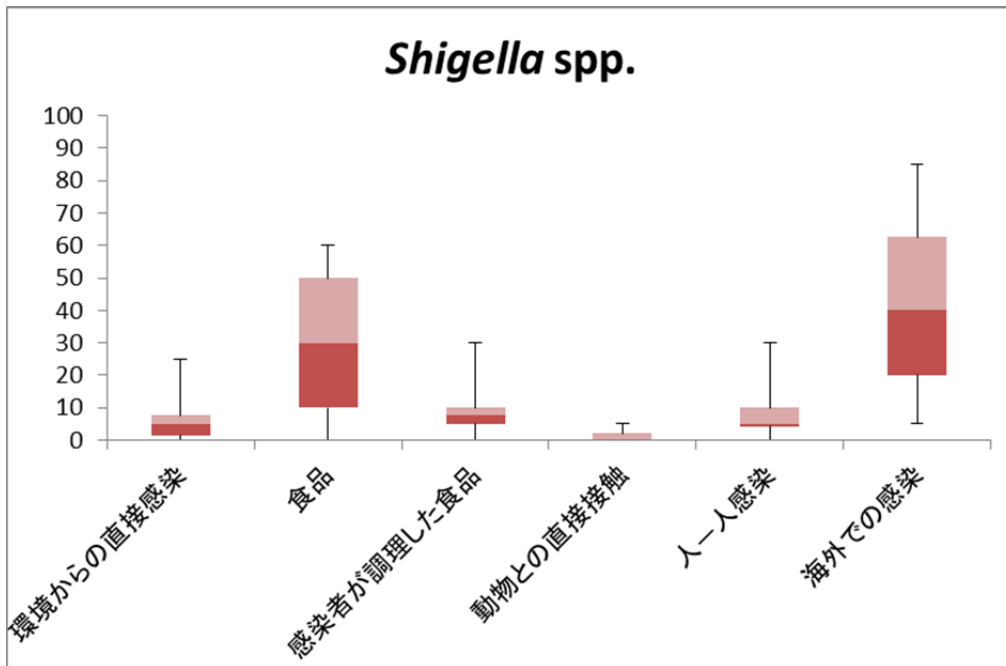 Shigella spp.
100
90
80
70
60
50
40
30
20
10
0
環境からの直接感染
食品
感染者が調理した食品
動物との直接接触
人ー人感染
海外での感染